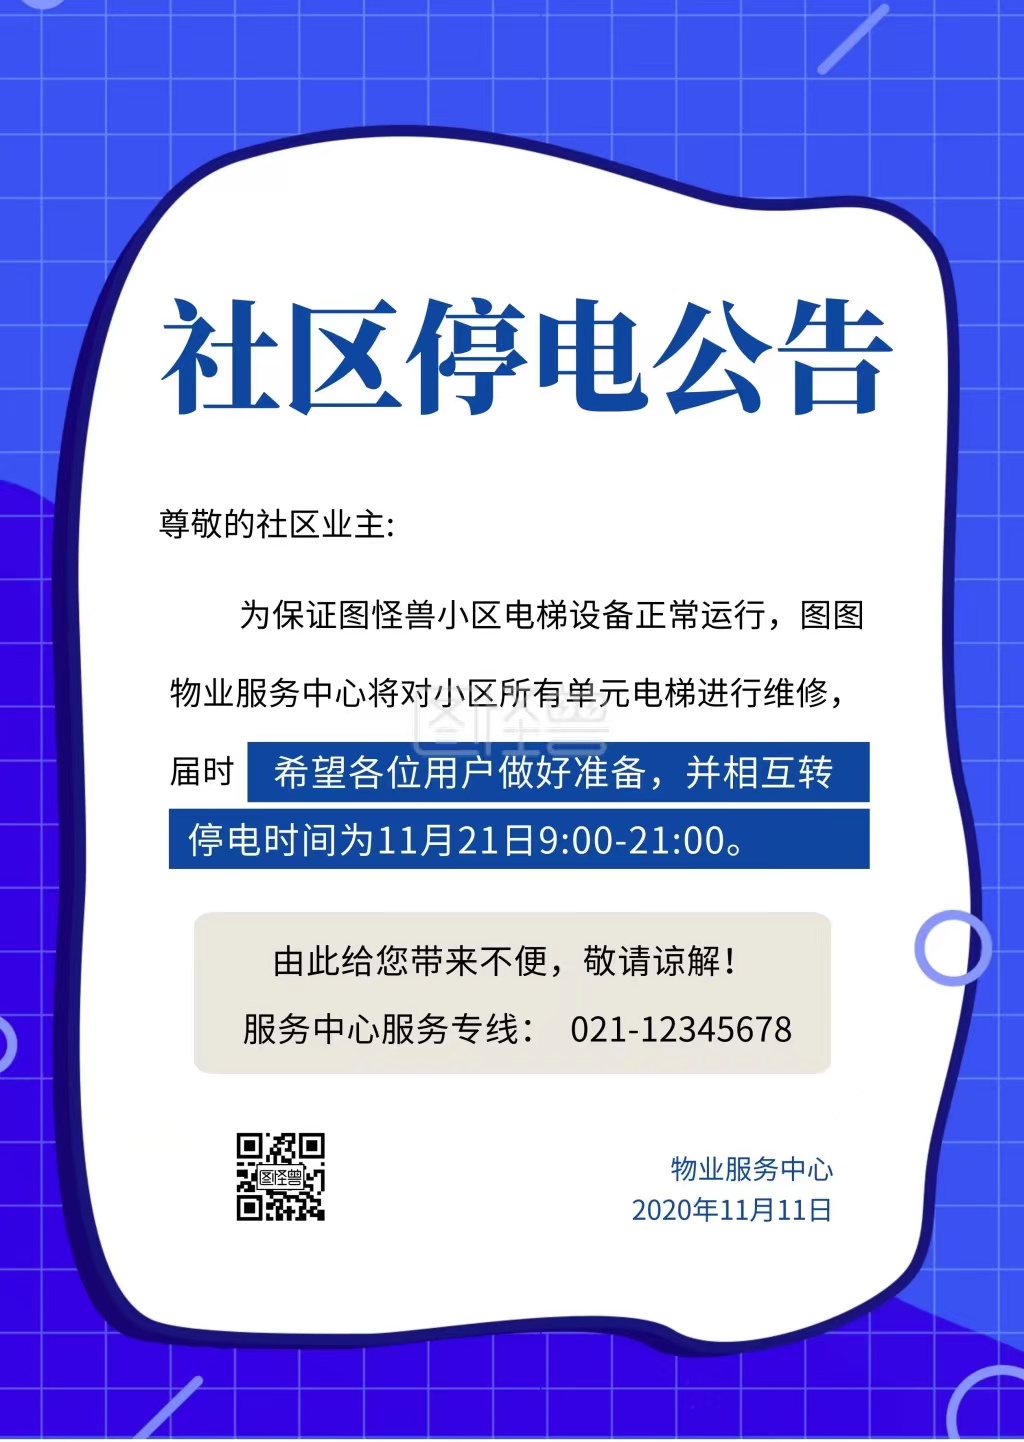 社区停电公告
尊敬的社区业主:
为保证图怪兽小区电梯设备正常运行，图图
物业服务中心将对小区所有单元电梯进行维修，
图怪兽
届时 希望各位用户做好准备，并相互转
停电时间为11月21日9:00-21:00。
由此给您带来不便，敬请谅解！
服务中心服务专线： 021-12345678
图怪兽
物业服务中心
2020年11月11日